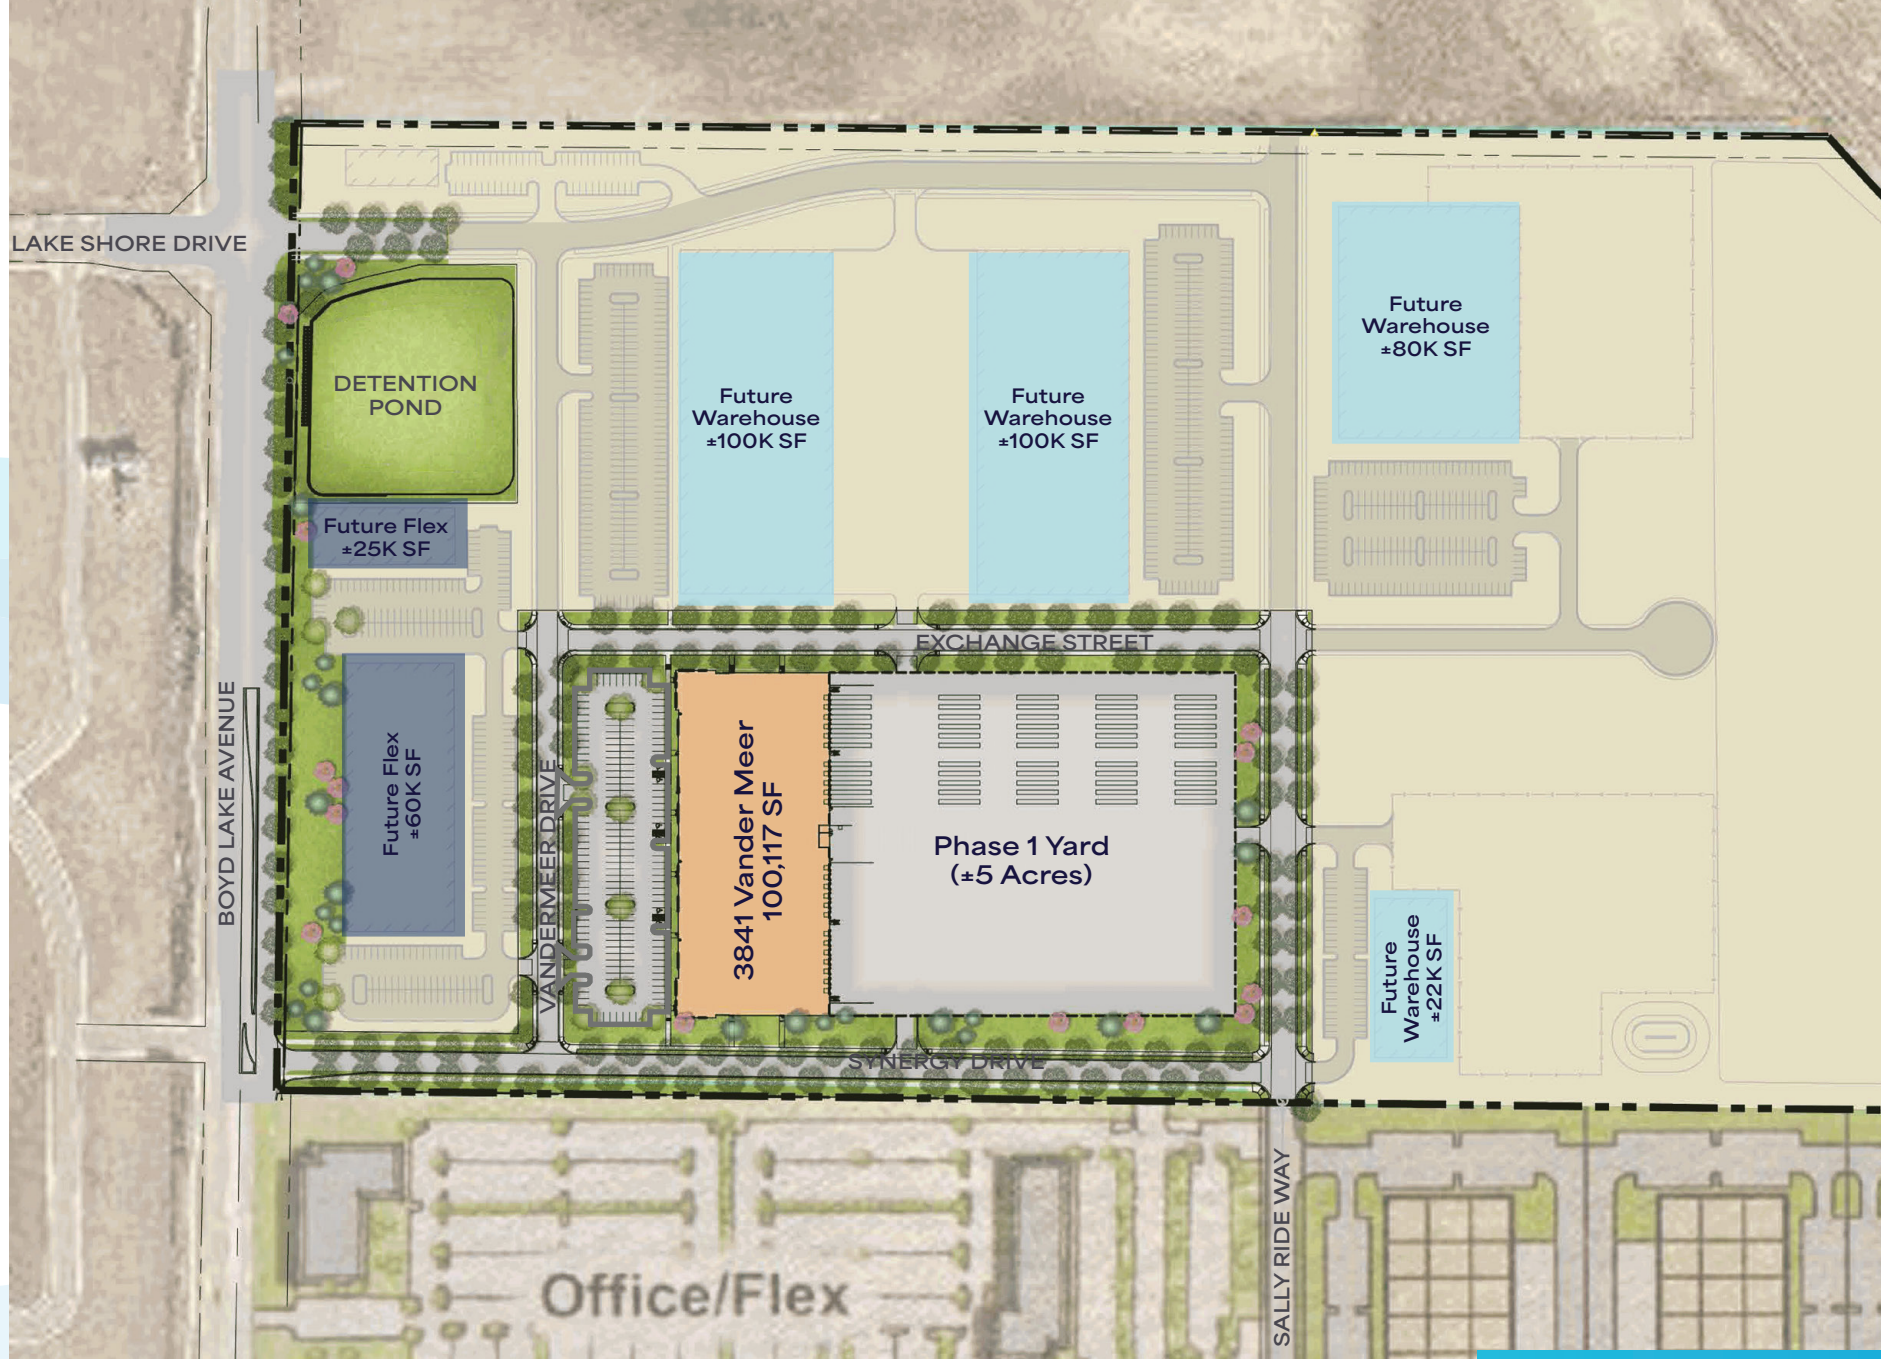 LAKE SHORE DRIVE
Future
Warehouse
±80K SF
DETENTION
POND
Future
Warehouse
±100K SF
Future
Warehouse
±100K SF
Future Flex
±25K SF
EXCHANGE STREET
BOYD LAKE AVENUE
Future Flex
±60K SF
VANDERMEER DRIVE
3841 Vander Meer
100,117 SF
Phase 1 Yard
(±5 Acres)
Future
Warehouse
±22K SF
SYNERGY DRIVE
SALLY RIDE WAY
Office/Flex